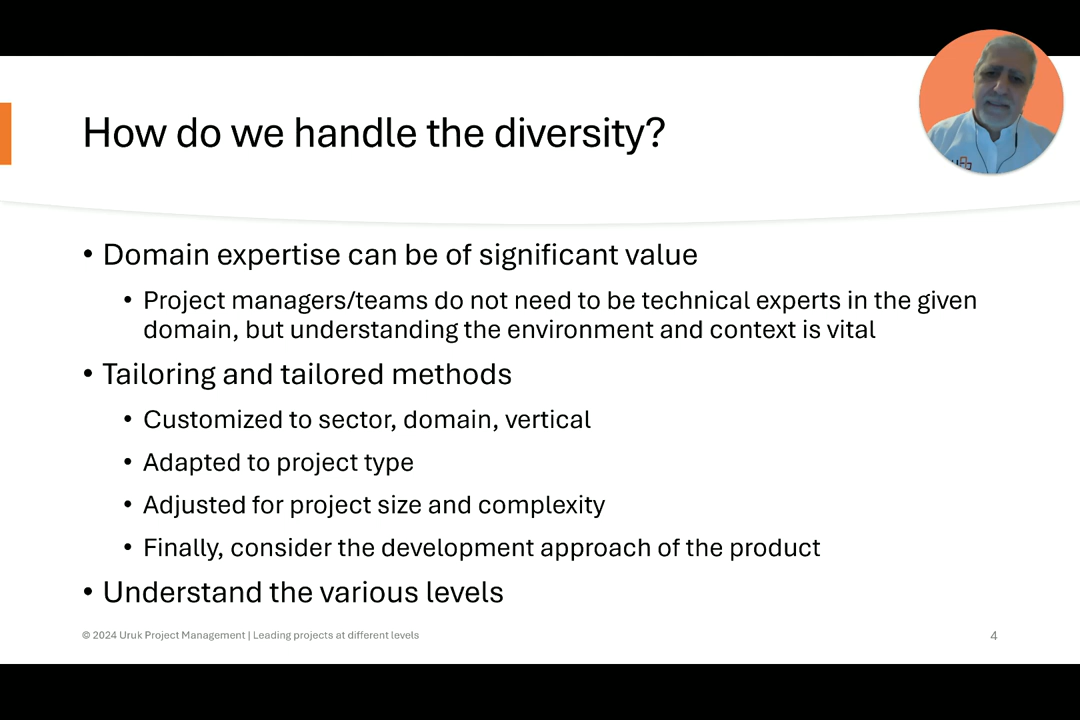 How do we handle the diversity?
• Domain expertise can be of significant value
• Project managers/teams do not need to be technical experts in the given
domain, but understanding the environment and context is vital
• Tailoring and tailored methods
• Customized to sector, domain, vertical
• Adapted to project type
• Adjusted for project size and complexity
• Finally, consider the development approach of the product
• Understand the various levels
© 2024 Uruk Project Management | Leading projects at different levels
4